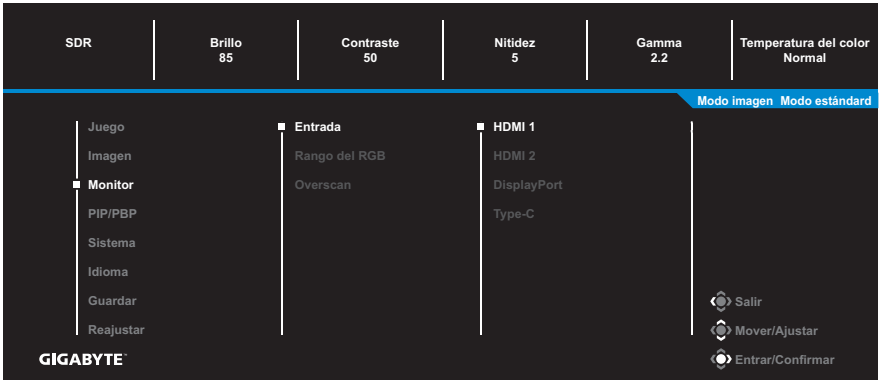 SDR
Brillo
85
Contraste
50
Nitidez
5
Gamma
2.2
Temperatura del color
Normal
Modo imagen Modo estándard
Juego
Imagen
Monitor
PIP/PBP
Sistema
Idioma
Guardar
Reajustar
Entrada
Rango del RGB
Overscan
HDMI 1
HDMI 2
DisplayPort
Type-C
Salir
Mover/Ajustar
Entrar/Confirmar
GIGABYTE